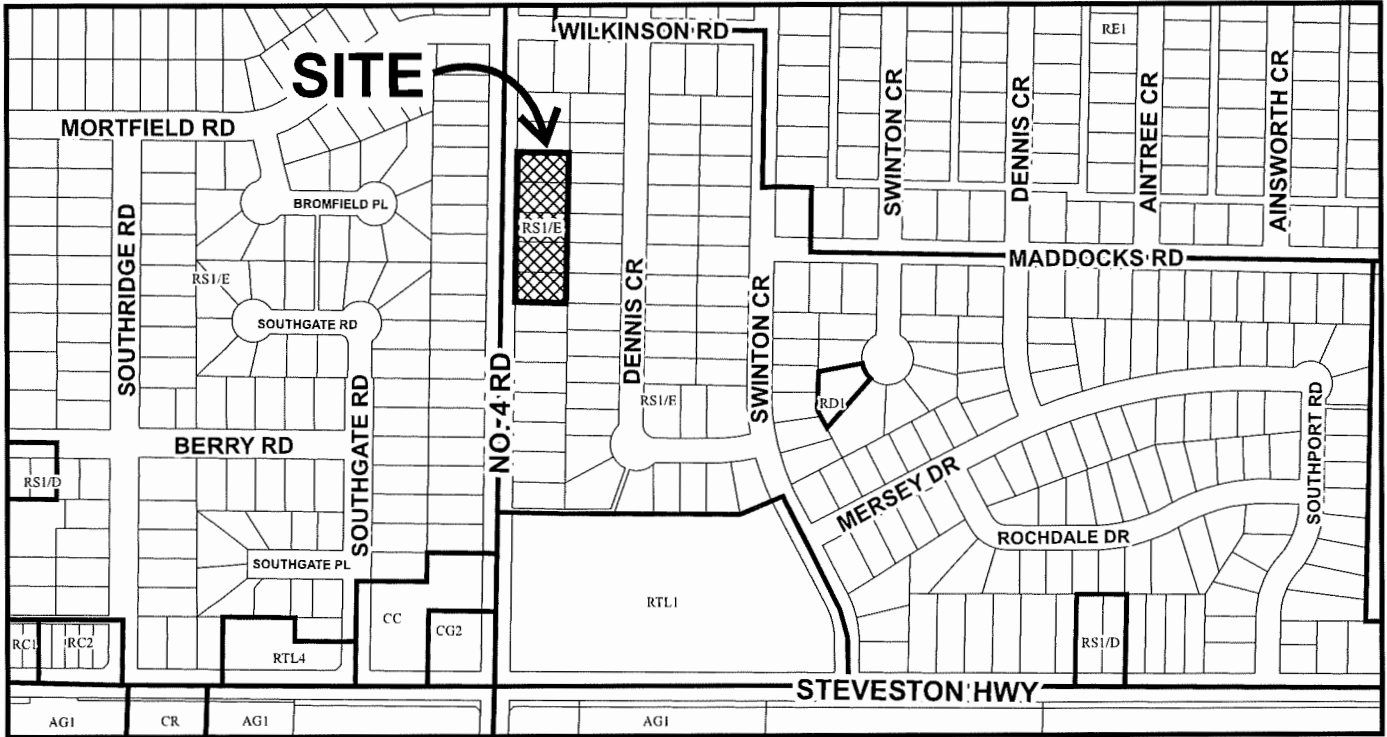 WILKINSON RD
RE1
SITE
MORTFIELD RD
SWINTON CR
DENNIS CR
AINTREE CR
AINSWORTH CR
BROMFIELD PL
RS1/E
SOUTHRIDGE RD
RS1/E
MADDOCKS RD
SOUTHGATE RD
DENNIS CR
SWINTON CR
NO. 4 RD
RS1/E
RD1
SOUTHGATE RD
SOUTHPORT RD
BERRY RD
RS1/D
MERSEY DR
ROCHDALE DR
SOUTHGATE PL
RTL1
CC
CG2
RC1
RC2
RTL4
RS1/D
STEVESTON HWY
AG1
CR
AG1
AG1